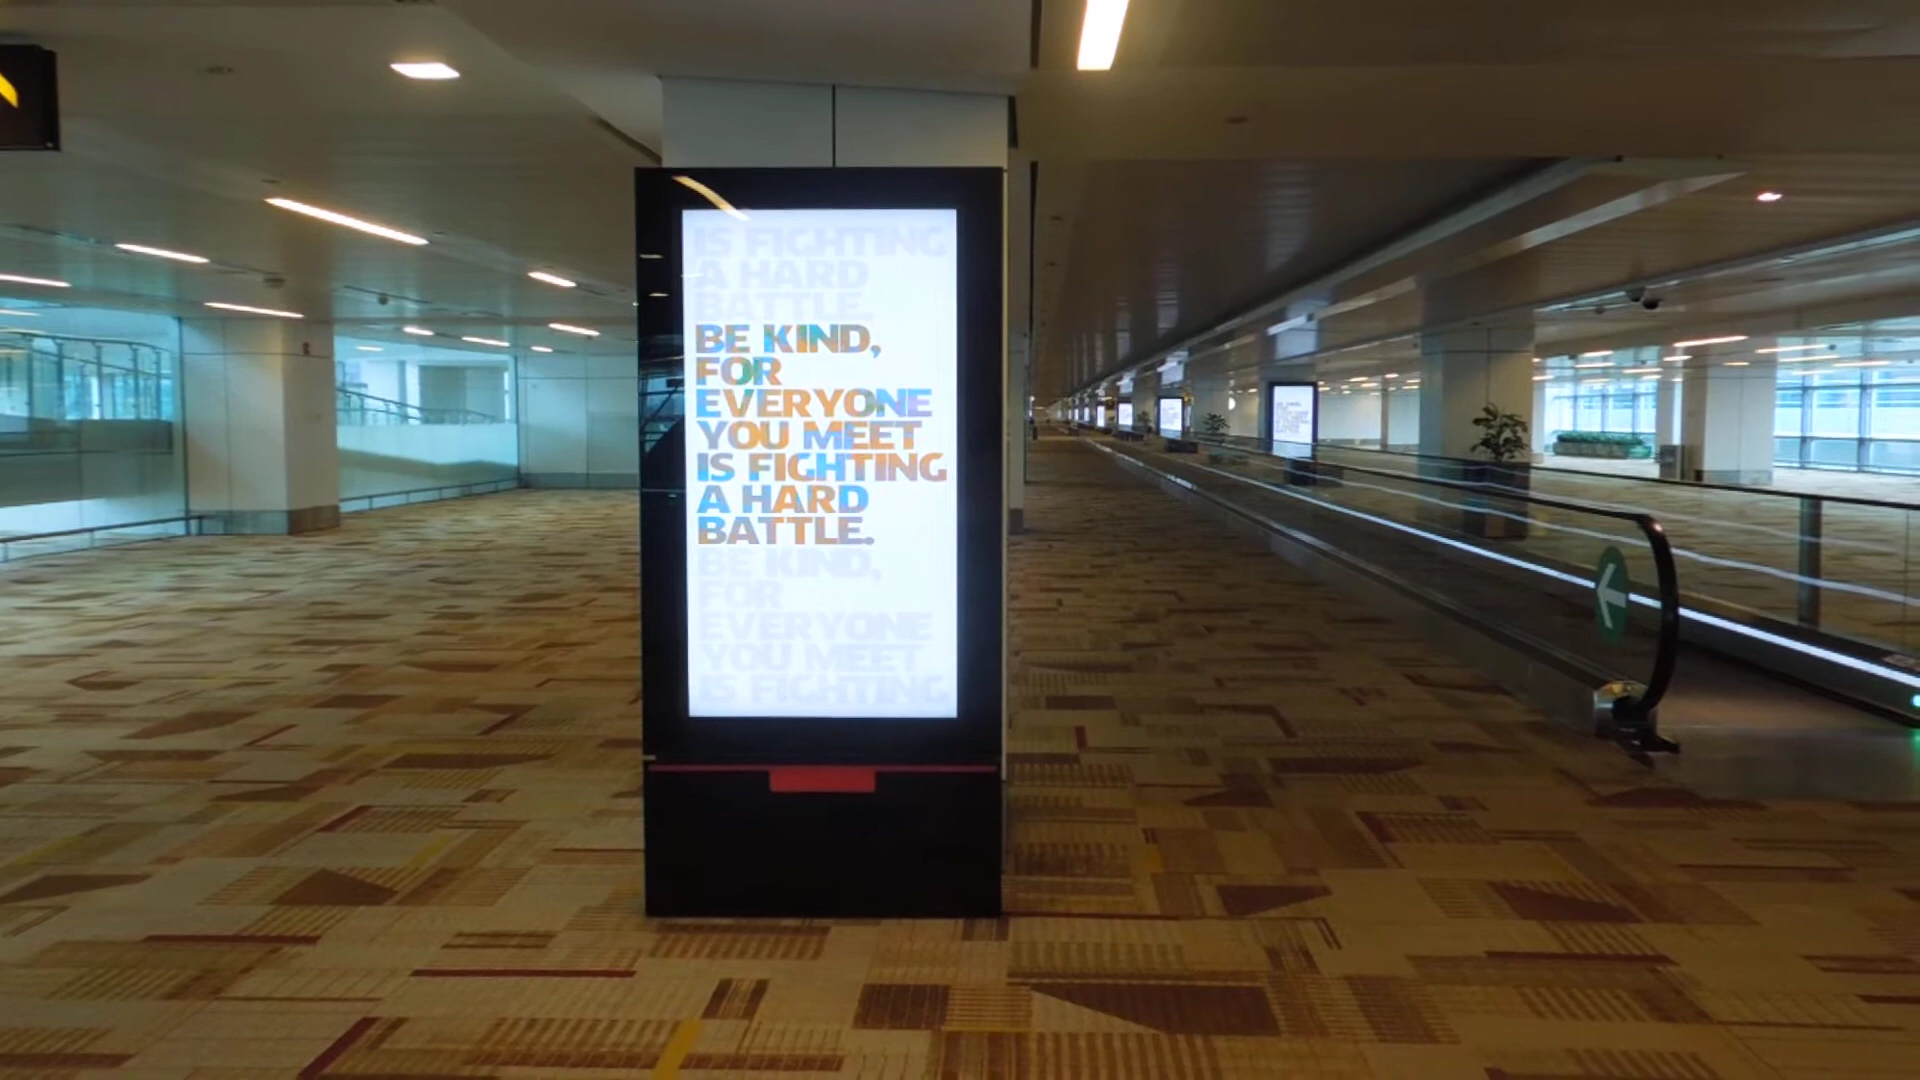 IS FIGHTING
A HARD
BATTLE.
BE KIND,
FOR
EVERYONE
YOU MEET
IS FIGHTING
A HARD
BATTLE.
BE KIND,
FOR
EVERYONE
YOU MEET
IS FIGHTING